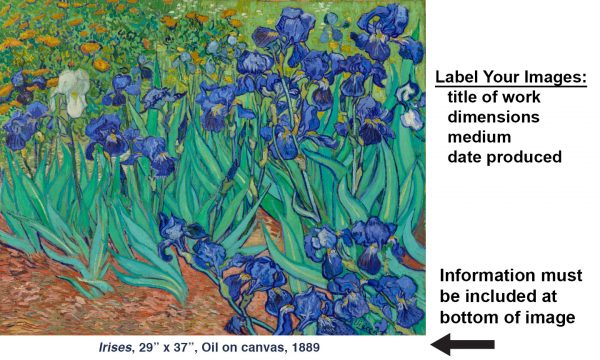 Label Your Images:
title of work
dimensions
medium
date produced
Information must
be included at
bottom of image
Irises, 29” x 37”, Oil on canvas, 1889